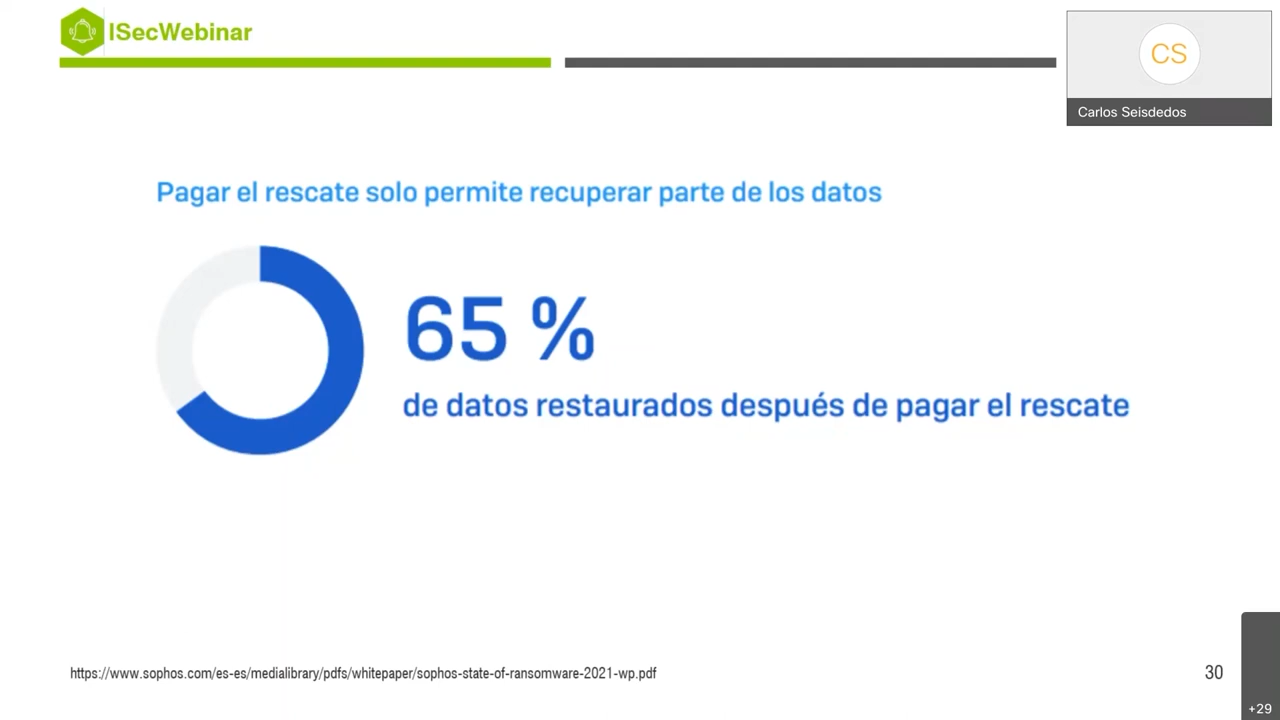 ISecWebinar
CS
Carlos Seisdedos
Pagar el rescate solo permite recuperar parte de los datos
65 %
de datos restaurados después de pagar el rescate
https://www.sophos.com/es-es/medialibrary/pdfs/whitepaper/sophos-state-of-ransomware-2021-wp.pdf
30
+29